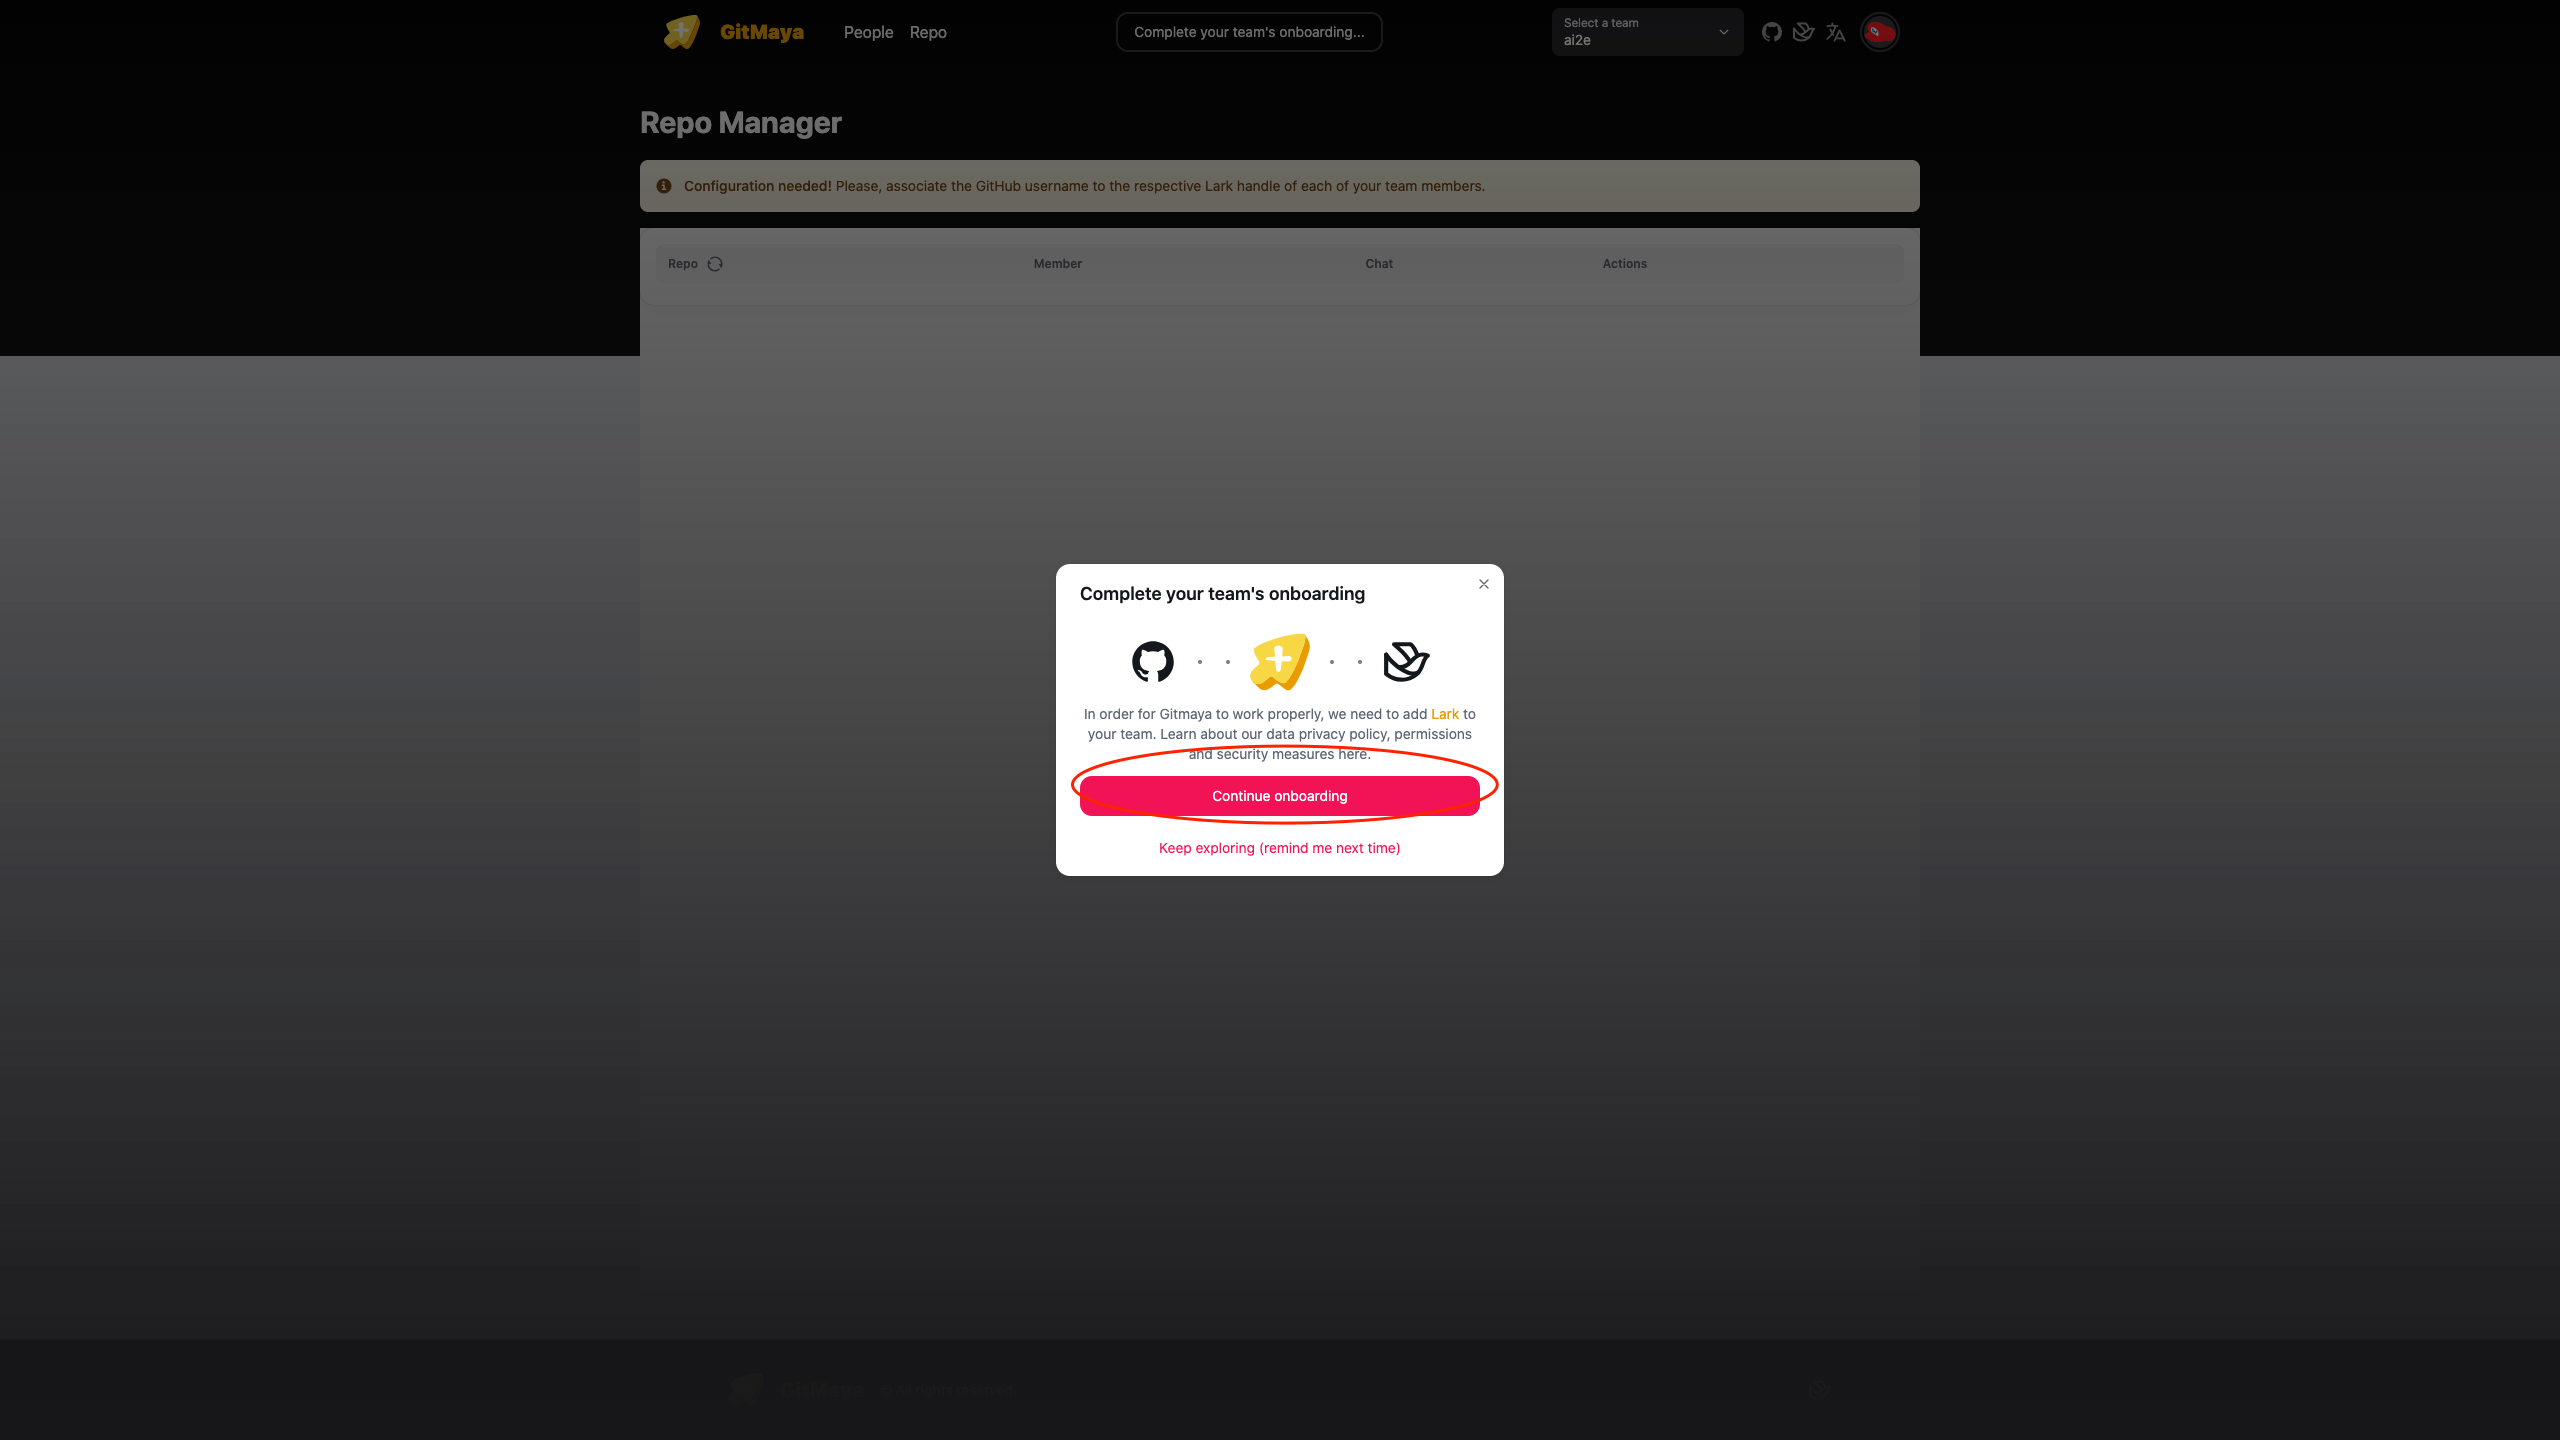 GitMaya
People
Repo
Complete your team's onboarding...
Select a team
ai2e
Repo Manager
Configuration needed! Please, associate the GitHub username to the respective Lark handle of each of your team members.
Repo
Member
Chat
Actions
Complete your team's onboarding
In order for Gitmaya to work properly, we need to add Lark to
your team. Learn about our data privacy policy, permissions
and security measures here.
Continue onboarding
Keep exploring (remind me next time)
GitMaya